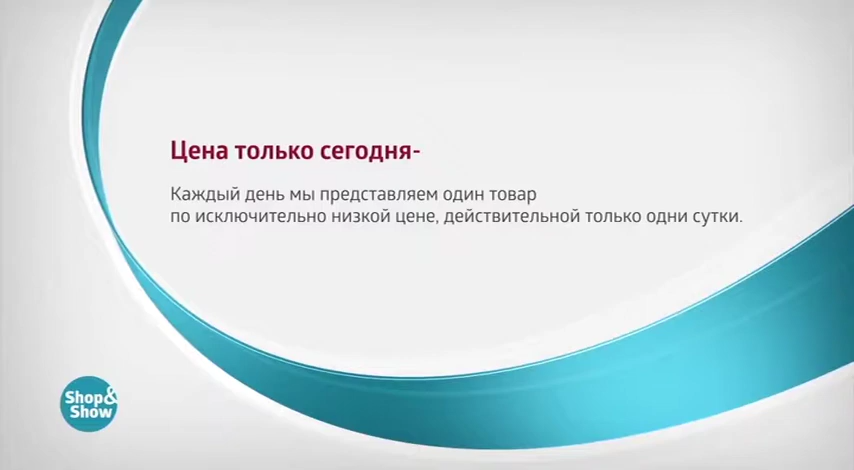 Цена только сегодня-
Каждый день мы представляем один товар
по исключительно низкой цене, действительной только одни сутки.
Shop&
Show